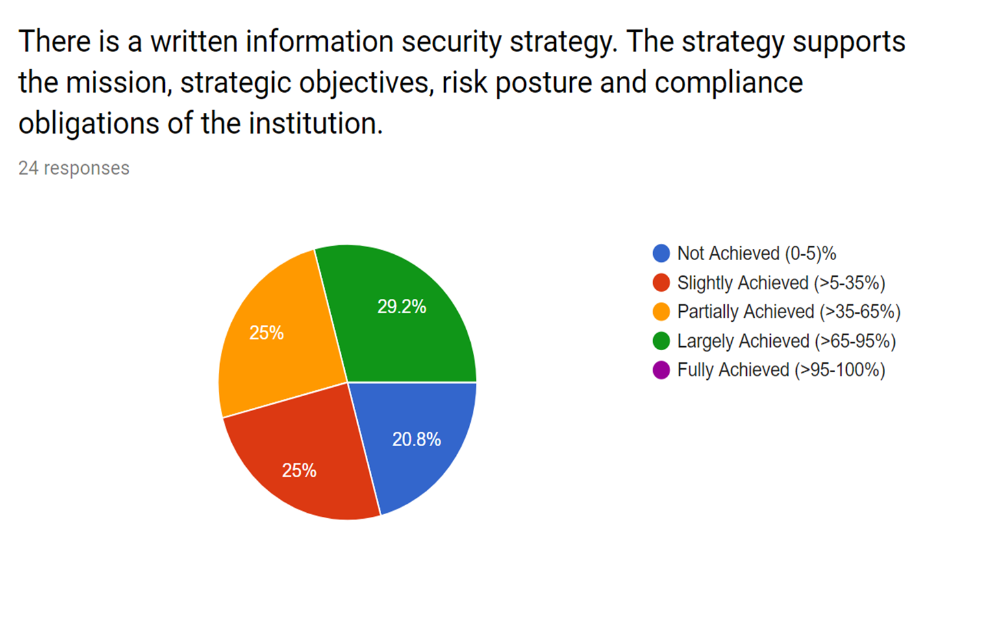 There is a written information security strategy. The strategy supports
the mission, strategic objectives, risk posture and compliance
obligations of the institution.
24 responses
29.2%
25%
20.8%
25%
Not Achieved (0-5)%
Slightly Achieved (>5-35%)
Partially Achieved (>35-65%)
Largely Achieved (>65-95%)
Fully Achieved (>95-100%)